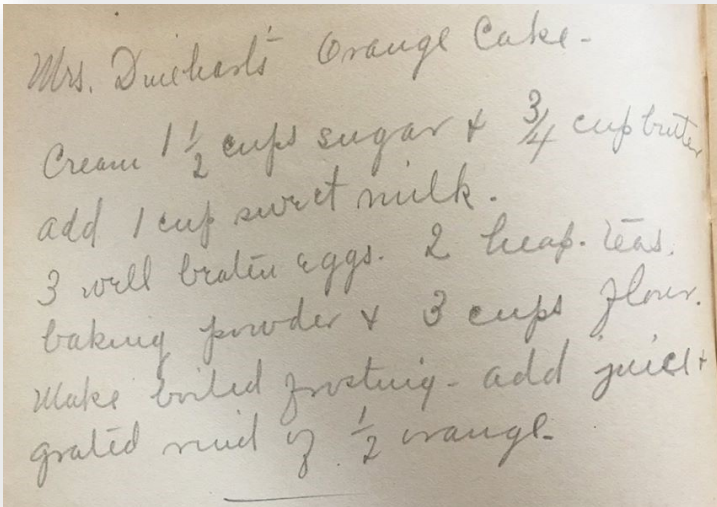 Mrs. Duiehart's Orange Cake -
Cream 1 1/2 cups sugar + 3/4 cup butter
add 1 cup sweet milk.
3 well beaten eggs. 2 heap. teas.
baking powder + 3 cups flour.
Make boiled frosting - add juice +
grated rind of 1/2 orange -